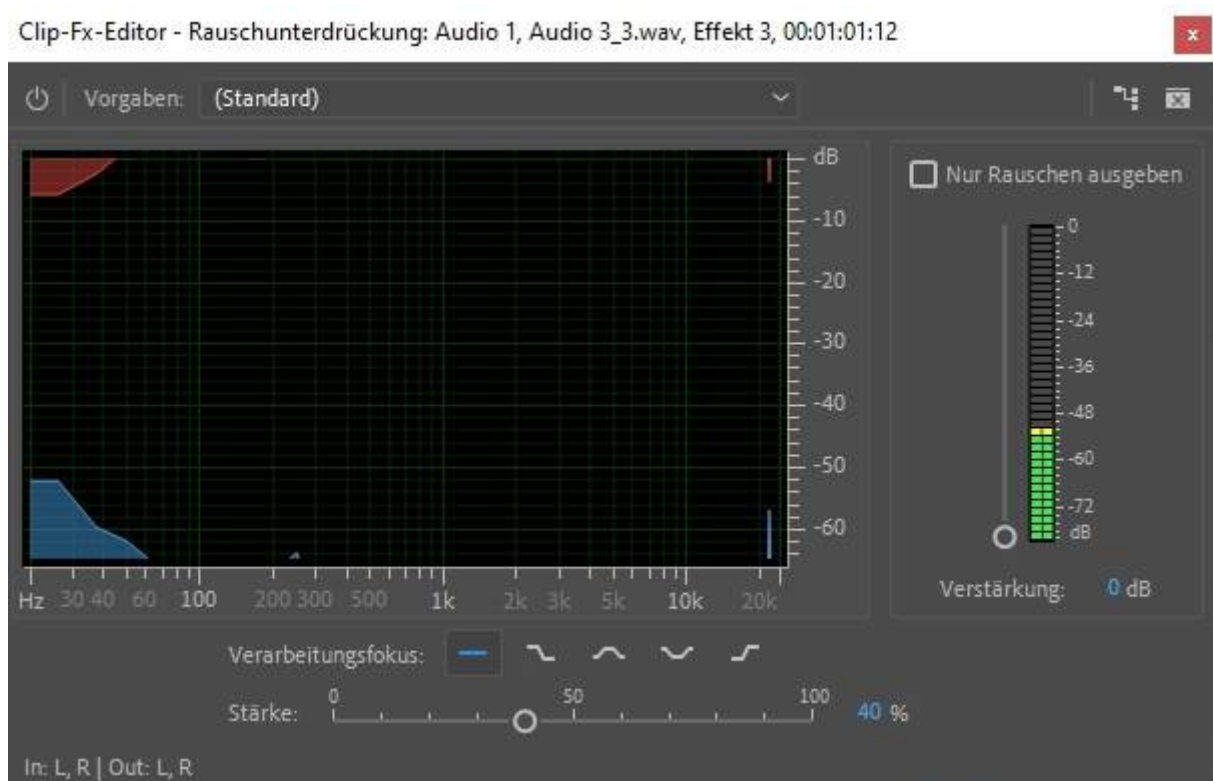 Clip-Fx-Editor - Rauschunterdrückung: Audio 1, Audio 3_3.wav, Effekt 3, 00:01:01:12
x
Vorgaben: (Standard)
dB
-10
-20
-30
-40
-50
-60
Hz 30 40 60 100 200 300 500 1k 2k 3k 5k 10k 20k
Nur Rauschen ausgeben
0
-12
-24
-36
-48
-60
-72
dB
Verstärkung: 0 dB
Verarbeitungsfokus:
0 50 100
Stärke: 40 %
In: L, R | Out: L, R